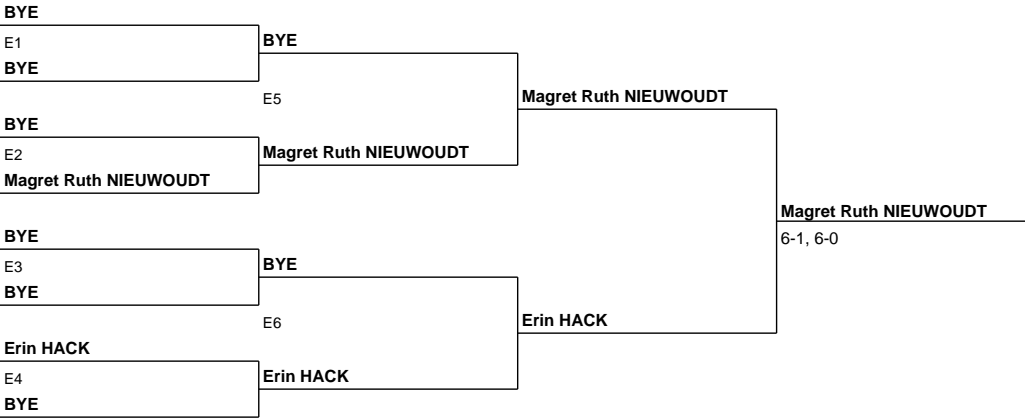 BYE
E1
BYE
BYE
E5
Magret Ruth NIEUWOUDT
BYE
E2
Magret Ruth NIEUWOUDT
Magret Ruth NIEUWOUDT
Magret Ruth NIEUWOUDT
6-1, 6-0
BYE
E3
BYE
BYE
E6
Erin HACK
Erin HACK
E4
Erin HACK
BYE